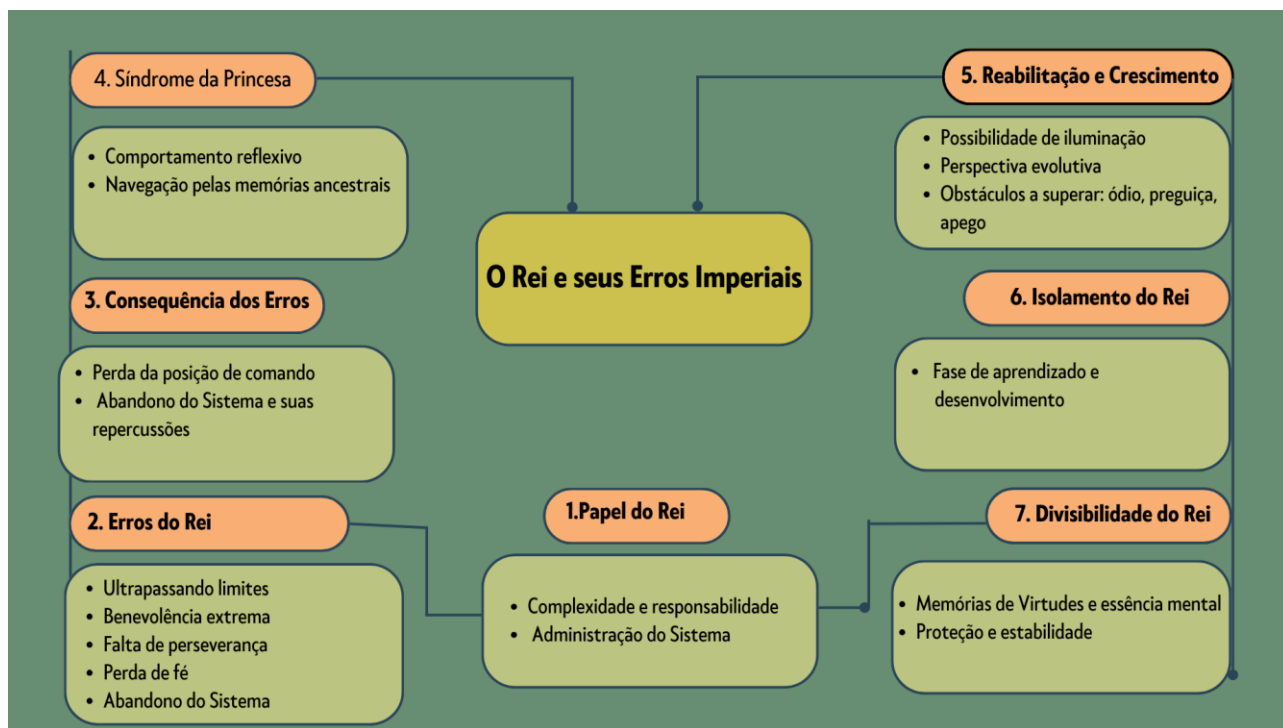 4. Síndrome da Princesa
• Comportamento reflexivo
• Navegação pelas memórias ancestrais
3. Consequência dos Erros
• Perda da posição de comando
• Abandono do Sistema e suas
repercussões
2. Erros do Rei
• Ultrapassando limites
• Benevolência extrema
• Falta de perseverança
• Perda de fé
• Abandono do Sistema
O Rei e seus Erros Imperiais
1.Papel do Rei
• Complexidade e responsabilidade
• Administração do Sistema
5. Reabilitação e Crescimento
• Possibilidade de iluminação
• Perspectiva evolutiva
• Obstáculos a superar: ódio, preguiça,
apego
6. Isolamento do Rei
• Fase de aprendizado e
desenvolvimento
7. Divisibilidade do Rei
• Memórias de Virtudes e essência mental
• Proteção e estabilidade